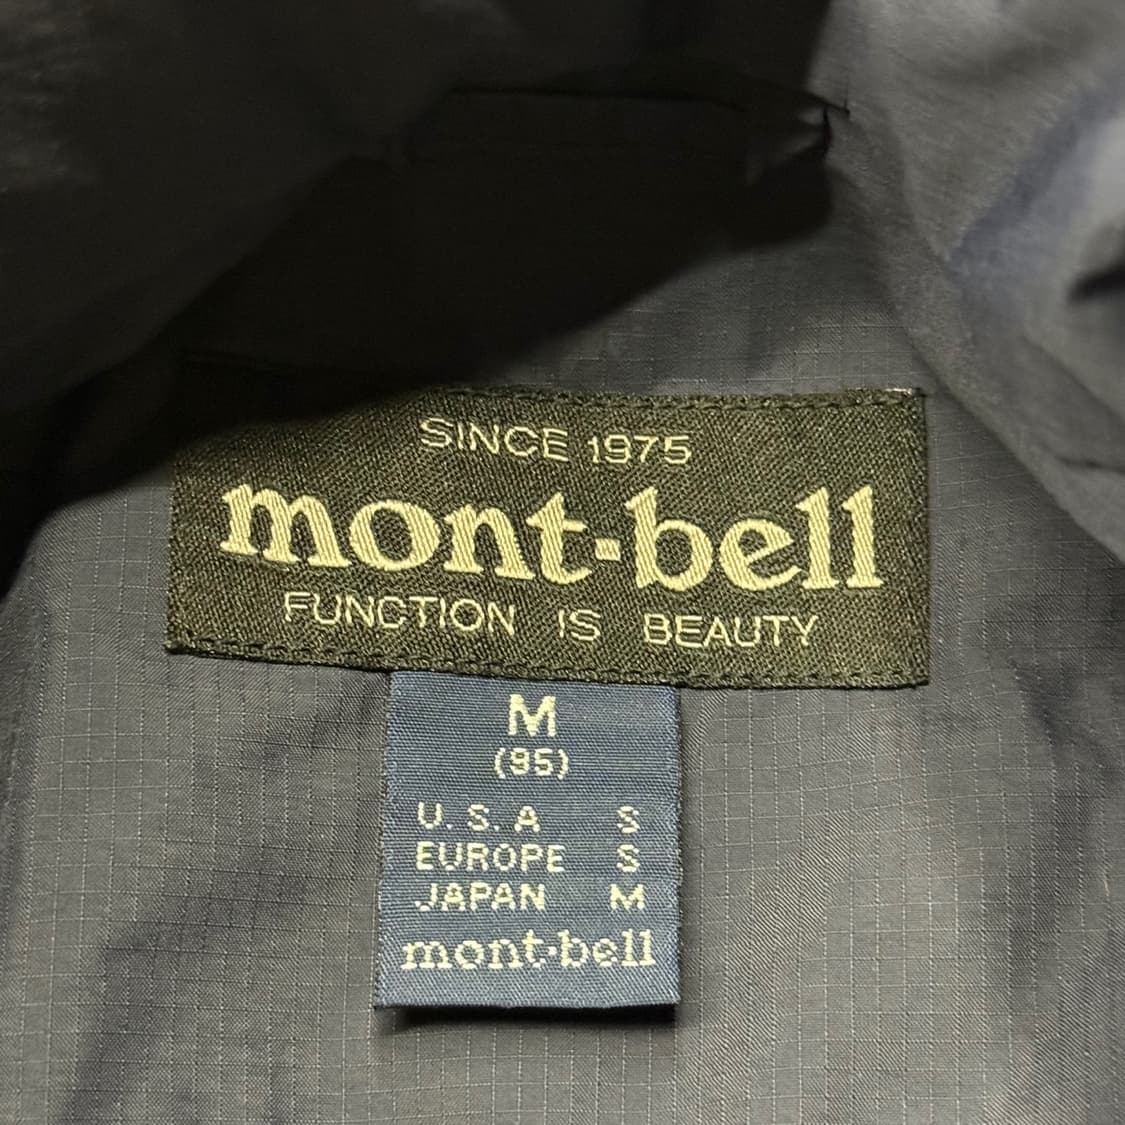 SINCE 1975
mont-bell
FUNCTION IS BEAUTY
M
(95)
U.S.A S
EUROPE S
JAPAN M
mont-bell